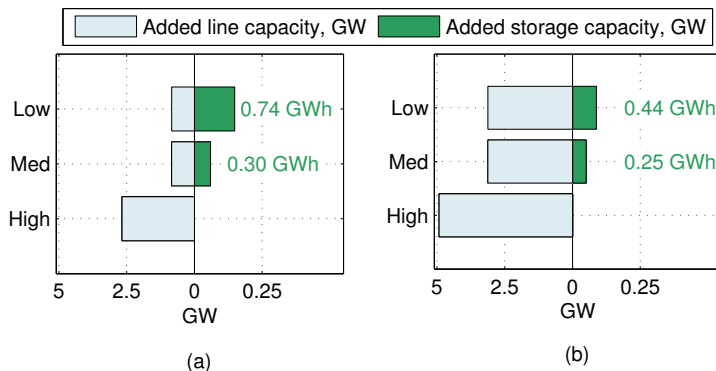 Added line capacity, GW Added storage capacity, GW
Low 0.74 GWh
Med 0.30 GWh
High
5 2.5 0 0.25
GW
(a)
Low 0.44 GWh
Med 0.25 GWh
High
5 2.5 0 0.25
GW
(b)